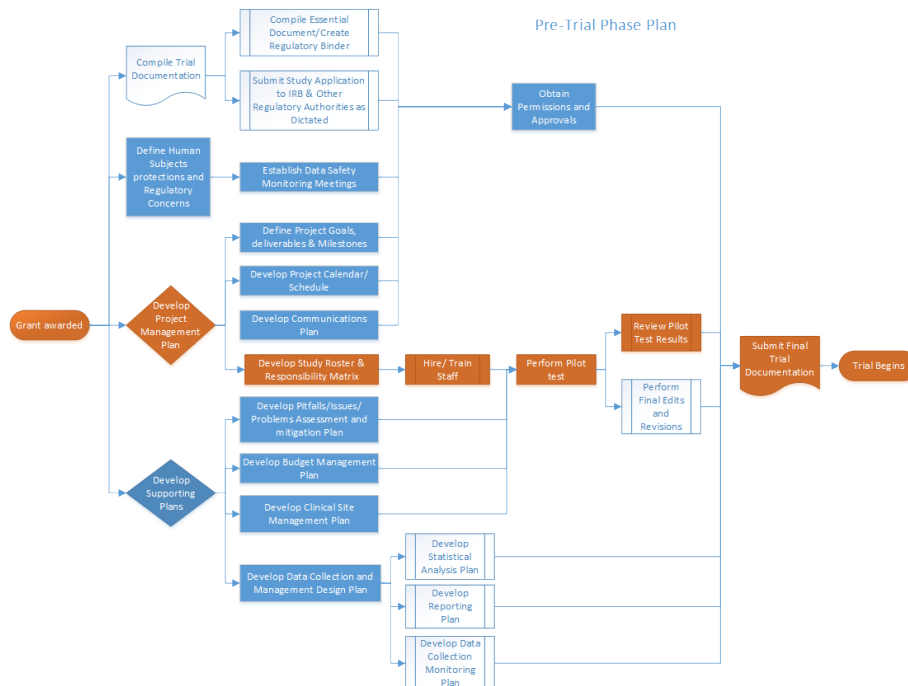 Pre-Trial Phase Plan
Compile Essential
Document/Create
Regulatory Binder
Compile Trial
Documentation
Submit Study Application
to IRB & Other
Regulatory Authorities as
Dictated
Obtain
Permissions and
Approvals
Define Human
Subjects
protections and
Regulatory
Concerns
Establish Data Safety
Monitoring Meetings
Define Project Goals,
deliverables & Milestones
Develop Project Calendar/
Schedule
Grant awarded
Develop
Project
Management
Plan
Develop Communications
Plan
Develop Study Roster &
Responsibility Matrix
Hire/ Train
Staff
Perform Pilot
test
Review Pilot
Test Results
Perform
Final Edits
and
Revisions
Submit Final
Trial
Documentation
Trial Begins
Develop Pitfalls/Issues/
Problems Assessment and
mitigation Plan
Develop Budget Management
Plan
Develop
Supporting
Plans
Develop Clinical Site
Management Plan
Develop Data Collection and
Management Design Plan
Develop
Statistical
Analysis Plan
Develop
Reporting
Plan
Develop Data
Collection
Monitoring
Plan